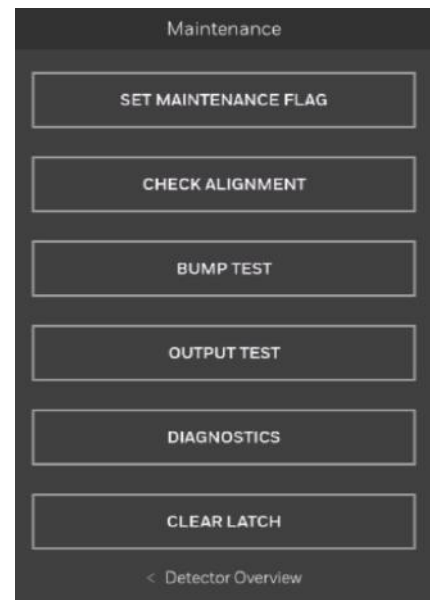 Maintenance
SET MAINTENANCE FLAG
CHECK ALIGNMENT
BUMP TEST
OUTPUT TEST
DIAGNOSTICS
CLEAR LATCH
< Detector Overview